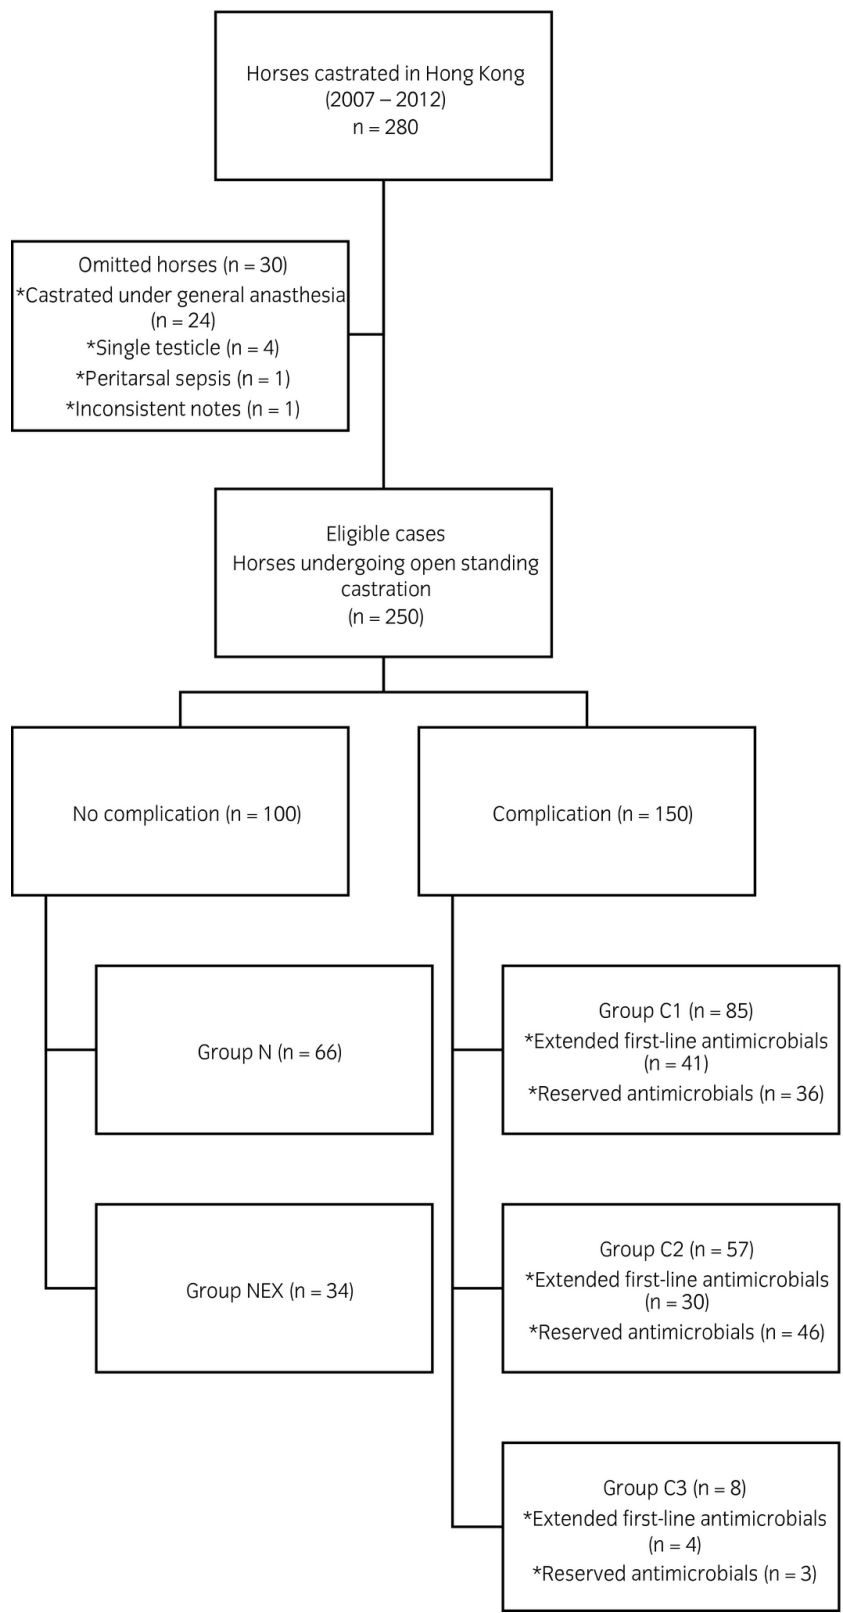 Horses castrated in Hong Kong
(2007 – 2012)
n = 280
Omitted horses (n = 30)
*Castrated under general anasthesia
(n = 24)
*Single testicle (n = 4)
*Peritarsal sepsis (n = 1)
*Inconsistent notes (n = 1)
Eligible cases
Horses undergoing open standing
castration
(n = 250)
No complication (n = 100)
Complication (n = 150)
Group N (n = 66)
Group NEX (n = 34)
Group C1 (n = 85)
*Extended first-line antimicrobials
(n = 41)
*Reserved antimicrobials (n = 36)
Group C2 (n = 57)
*Extended first-line antimicrobials
(n = 30)
*Reserved antimicrobials (n = 46)
Group C3 (n = 8)
*Extended first-line antimicrobials
(n = 4)
*Reserved antimicrobials (n = 3)